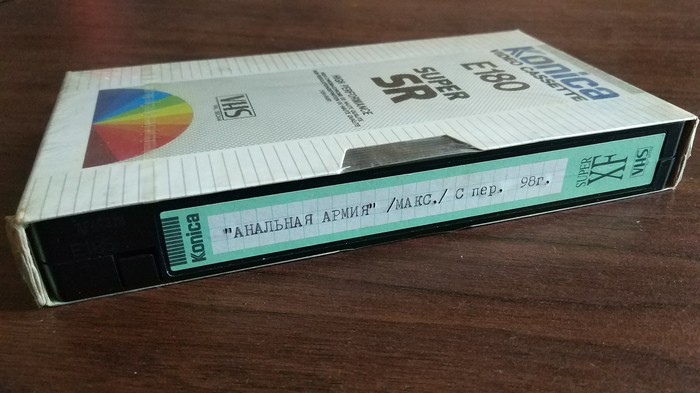 Konica
VIDEO CASSETTE
E180
SUPER
SR
HIGH PERFORMANCE
VHS
Konica
"АНАЛЬНАЯ АРМИЯ" /МАКС./ С пер. 98г.
SUPER
XF
VHS